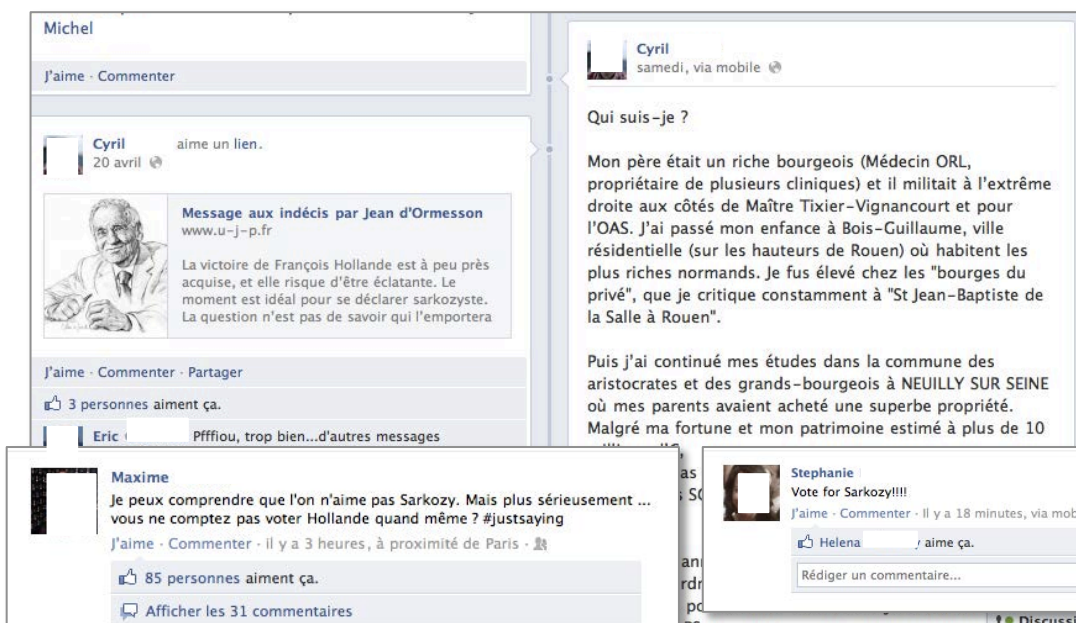 Michel
J'aime · Commenter
Cyril aime un lien.
20 avril
Message aux indécis par Jean d'Ormesson
www.u-j-p.fr
La victoire de François Hollande est à peu près
acquise, et elle risque d'être éclatante. Le
moment est idéal pour se déclarer sarkozyste.
La question n'est pas de savoir qui l'emportera
J'aime · Commenter · Partager
3 personnes aiment ça.
Eric Pfffiou, trop bien...d'autres messages
Cyril
samedi, via mobile
Qui suis-je ?
Mon père était un riche bourgeois (Médecin ORL,
propriétaire de plusieurs cliniques) et il militait à l'extrême
droite aux côtés de Maître Tixier-Vignancourt et pour
l'OAS. J'ai passé mon enfance à Bois-Guillaume, ville
résidentielle (sur les hauteurs de Rouen) où habitent les
plus riches normands. Je fus élevé chez les "bourges du
privé", que je critique constamment à "St Jean-Baptiste de
la Salle à Rouen".
Puis j'ai continué mes études dans la commune des
aristocrates et des grands-bourgeois à NEUILLY SUR SEINE
où mes parents avaient acheté une superbe propriété.
Malgré ma fortune et mon patrimoine estimé à plus de 10
Maxime
Je peux comprendre que l'on n'aime pas Sarkozy. Mais plus sérieusement ...
vous ne comptez pas voter Hollande quand même ? #justsaying
J'aime · Commenter · il y a 3 heures, à proximité de Paris ·
85 personnes aiment ça.
Afficher les 31 commentaires
Stephanie
Vote for Sarkozy!!!!
J'aime · Commenter · Il y a 18 minutes, via mob
Helena aime ça.
Rédiger un commentaire...
Discussi